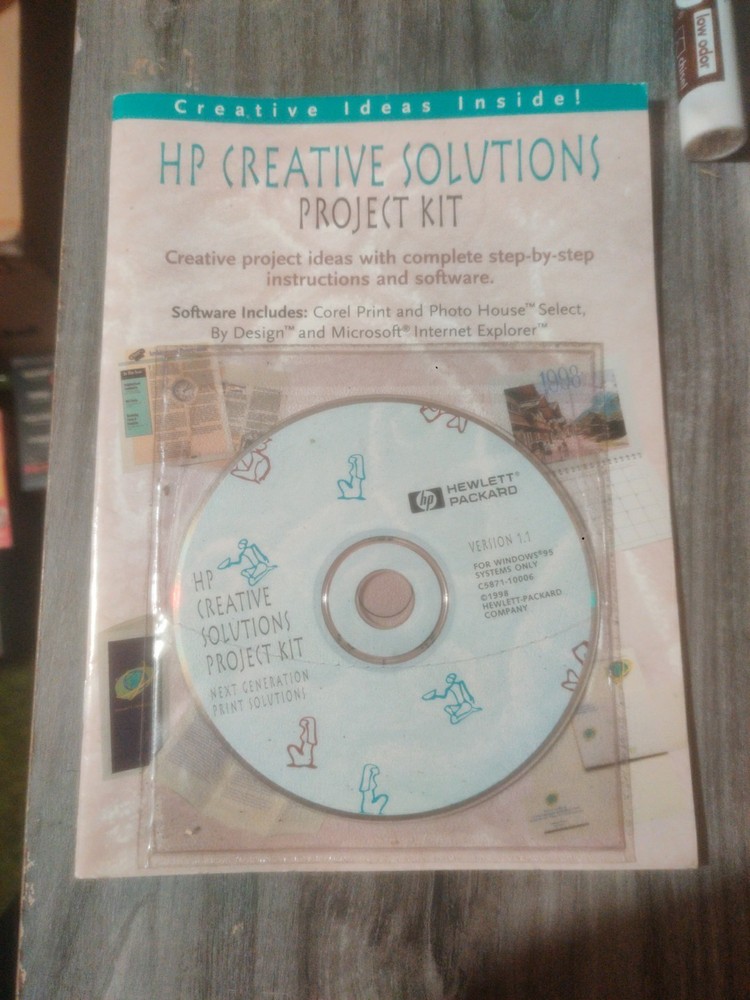 Creative Ideas Inside!
HP CREATIVE SOLUTIONS
PROJECT KIT
Creative project ideas with complete step-by-step
instructions and software.
Software Includes: Corel Print and Photo House™ Select,
By Design™ and Microsoft® Internet Explorer™
1998
hp HEWLETT®
PACKARD
VERSION 1.1
FOR WINDOWS®95
SYSTEMS ONLY
C5871-10006
©1998
HEWLETT-PACKARD
COMPANY
HP
CREATIVE
SOLUTIONS
PROJECT KIT
NEXT GENERATION
PRINT SOLUTIONS
low odor